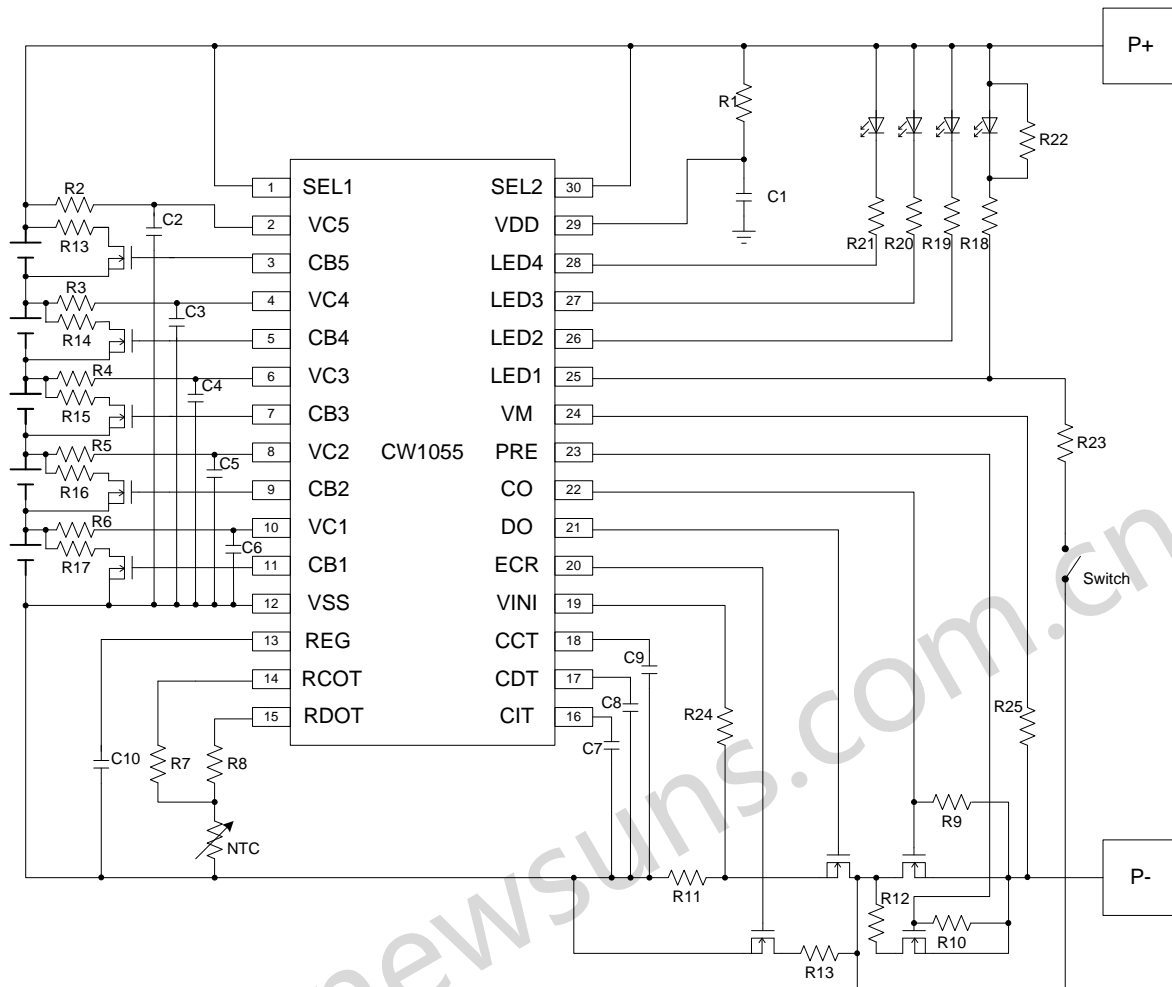 P+
R1
R22
C1
1 SEL1 SEL2 30
R2
C2
2 VC5 VDD 29
R13
R21 R20 R19 R18
3 CB5 LED4 28
R3
4 VC4 LED3 27
C3
R14
5 CB4 LED2 26
R4
6 VC3 LED1 25
C4
R15
7 CB3 VM 24
R23
R5
8 VC2 CW1055 PRE 23
C5
R16
9 CB2 CO 22
R6
10 VC1 DO 21
C6
R17
11 CB1 ECR 20
Switch
12 VSS VINI 19
13 REG CCT 18
C9
14 RCOT CDT 17
C8
R24
R25
15 RDOT CIT 16
C7
C10 R7 R8
R9
NTC
P-
R11
R12
R10
R13
newsuns.com.cn